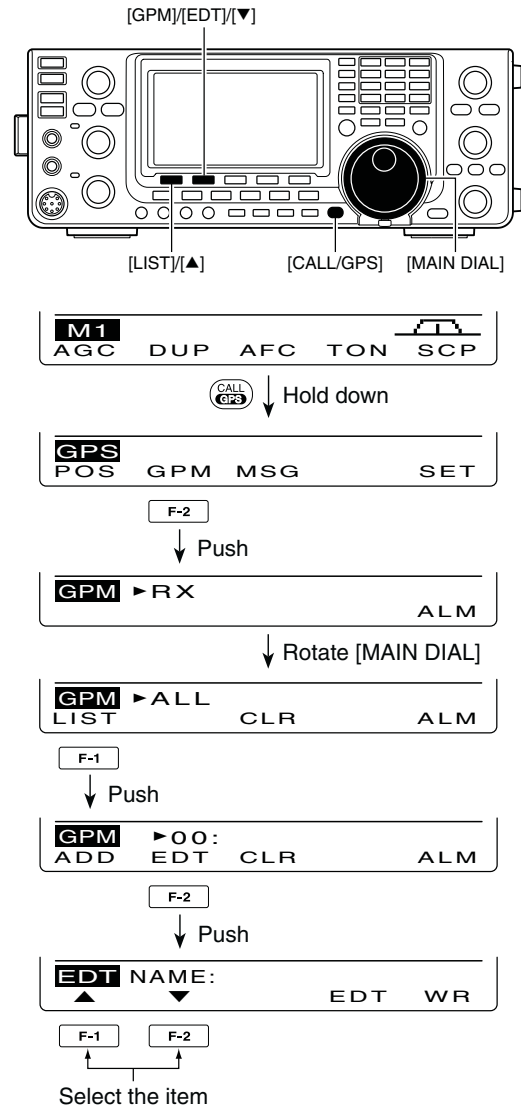 [GPM]/[EDT]/[▼]
[LIST]/[▲] [CALL/GPS] [MAIN DIAL]
M1
AGC DUP AFC TON SCP
CALL
GPS
Hold down
GPS
POS GPM MSG SET
F-2
Push
GPM ►RX
ALM
Rotate [MAIN DIAL]
GPM ►ALL
LIST CLR ALM
F-1
Push
GPM ►00:
ADD EDT CLR ALM
F-2
Push
EDT NAME:
▲ ▼ EDT WR
F-1 F-2
Select the item